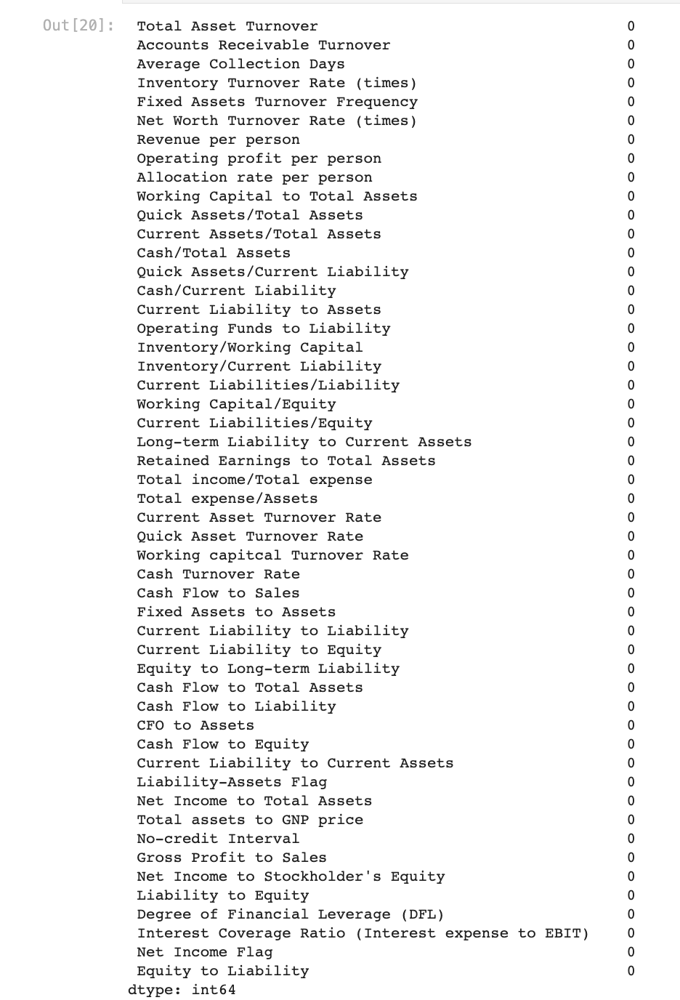 Out[20]: Total Asset Turnover 0
Accounts Receivable Turnover 0
Average Collection Days 0
Inventory Turnover Rate (times) 0
Fixed Assets Turnover Frequency 0
Net Worth Turnover Rate (times) 0
Revenue per person 0
Operating profit per person 0
Allocation rate per person 0
Working Capital to Total Assets 0
Quick Assets/Total Assets 0
Current Assets/Total Assets 0
Cash/Total Assets 0
Quick Assets/Current Liability 0
Cash/Current Liability 0
Current Liability to Assets 0
Operating Funds to Liability 0
Inventory/Working Capital 0
Inventory/Current Liability 0
Current Liabilities/Liability 0
Working Capital/Equity 0
Current Liabilities/Equity 0
Long-term Liability to Current Assets 0
Retained Earnings to Total Assets 0
Total income/Total expense 0
Total expense/Assets 0
Current Asset Turnover Rate 0
Quick Asset Turnover Rate 0
Working capitcal Turnover Rate 0
Cash Turnover Rate 0
Cash Flow to Sales 0
Fixed Assets to Assets 0
Current Liability to Liability 0
Current Liability to Equity 0
Equity to Long-term Liability 0
Cash Flow to Total Assets 0
Cash Flow to Liability 0
CFO to Assets 0
Cash Flow to Equity 0
Current Liability to Current Assets 0
Liability-Assets Flag 0
Net Income to Total Assets 0
Total assets to GNP price 0
No-credit Interval 0
Gross Profit to Sales 0
Net Income to Stockholder's Equity 0
Liability to Equity 0
Degree of Financial Leverage (DFL) 0
Interest Coverage Ratio (Interest expense to EBIT) 0
Net Income Flag 0
Equity to Liability 0
dtype: int64